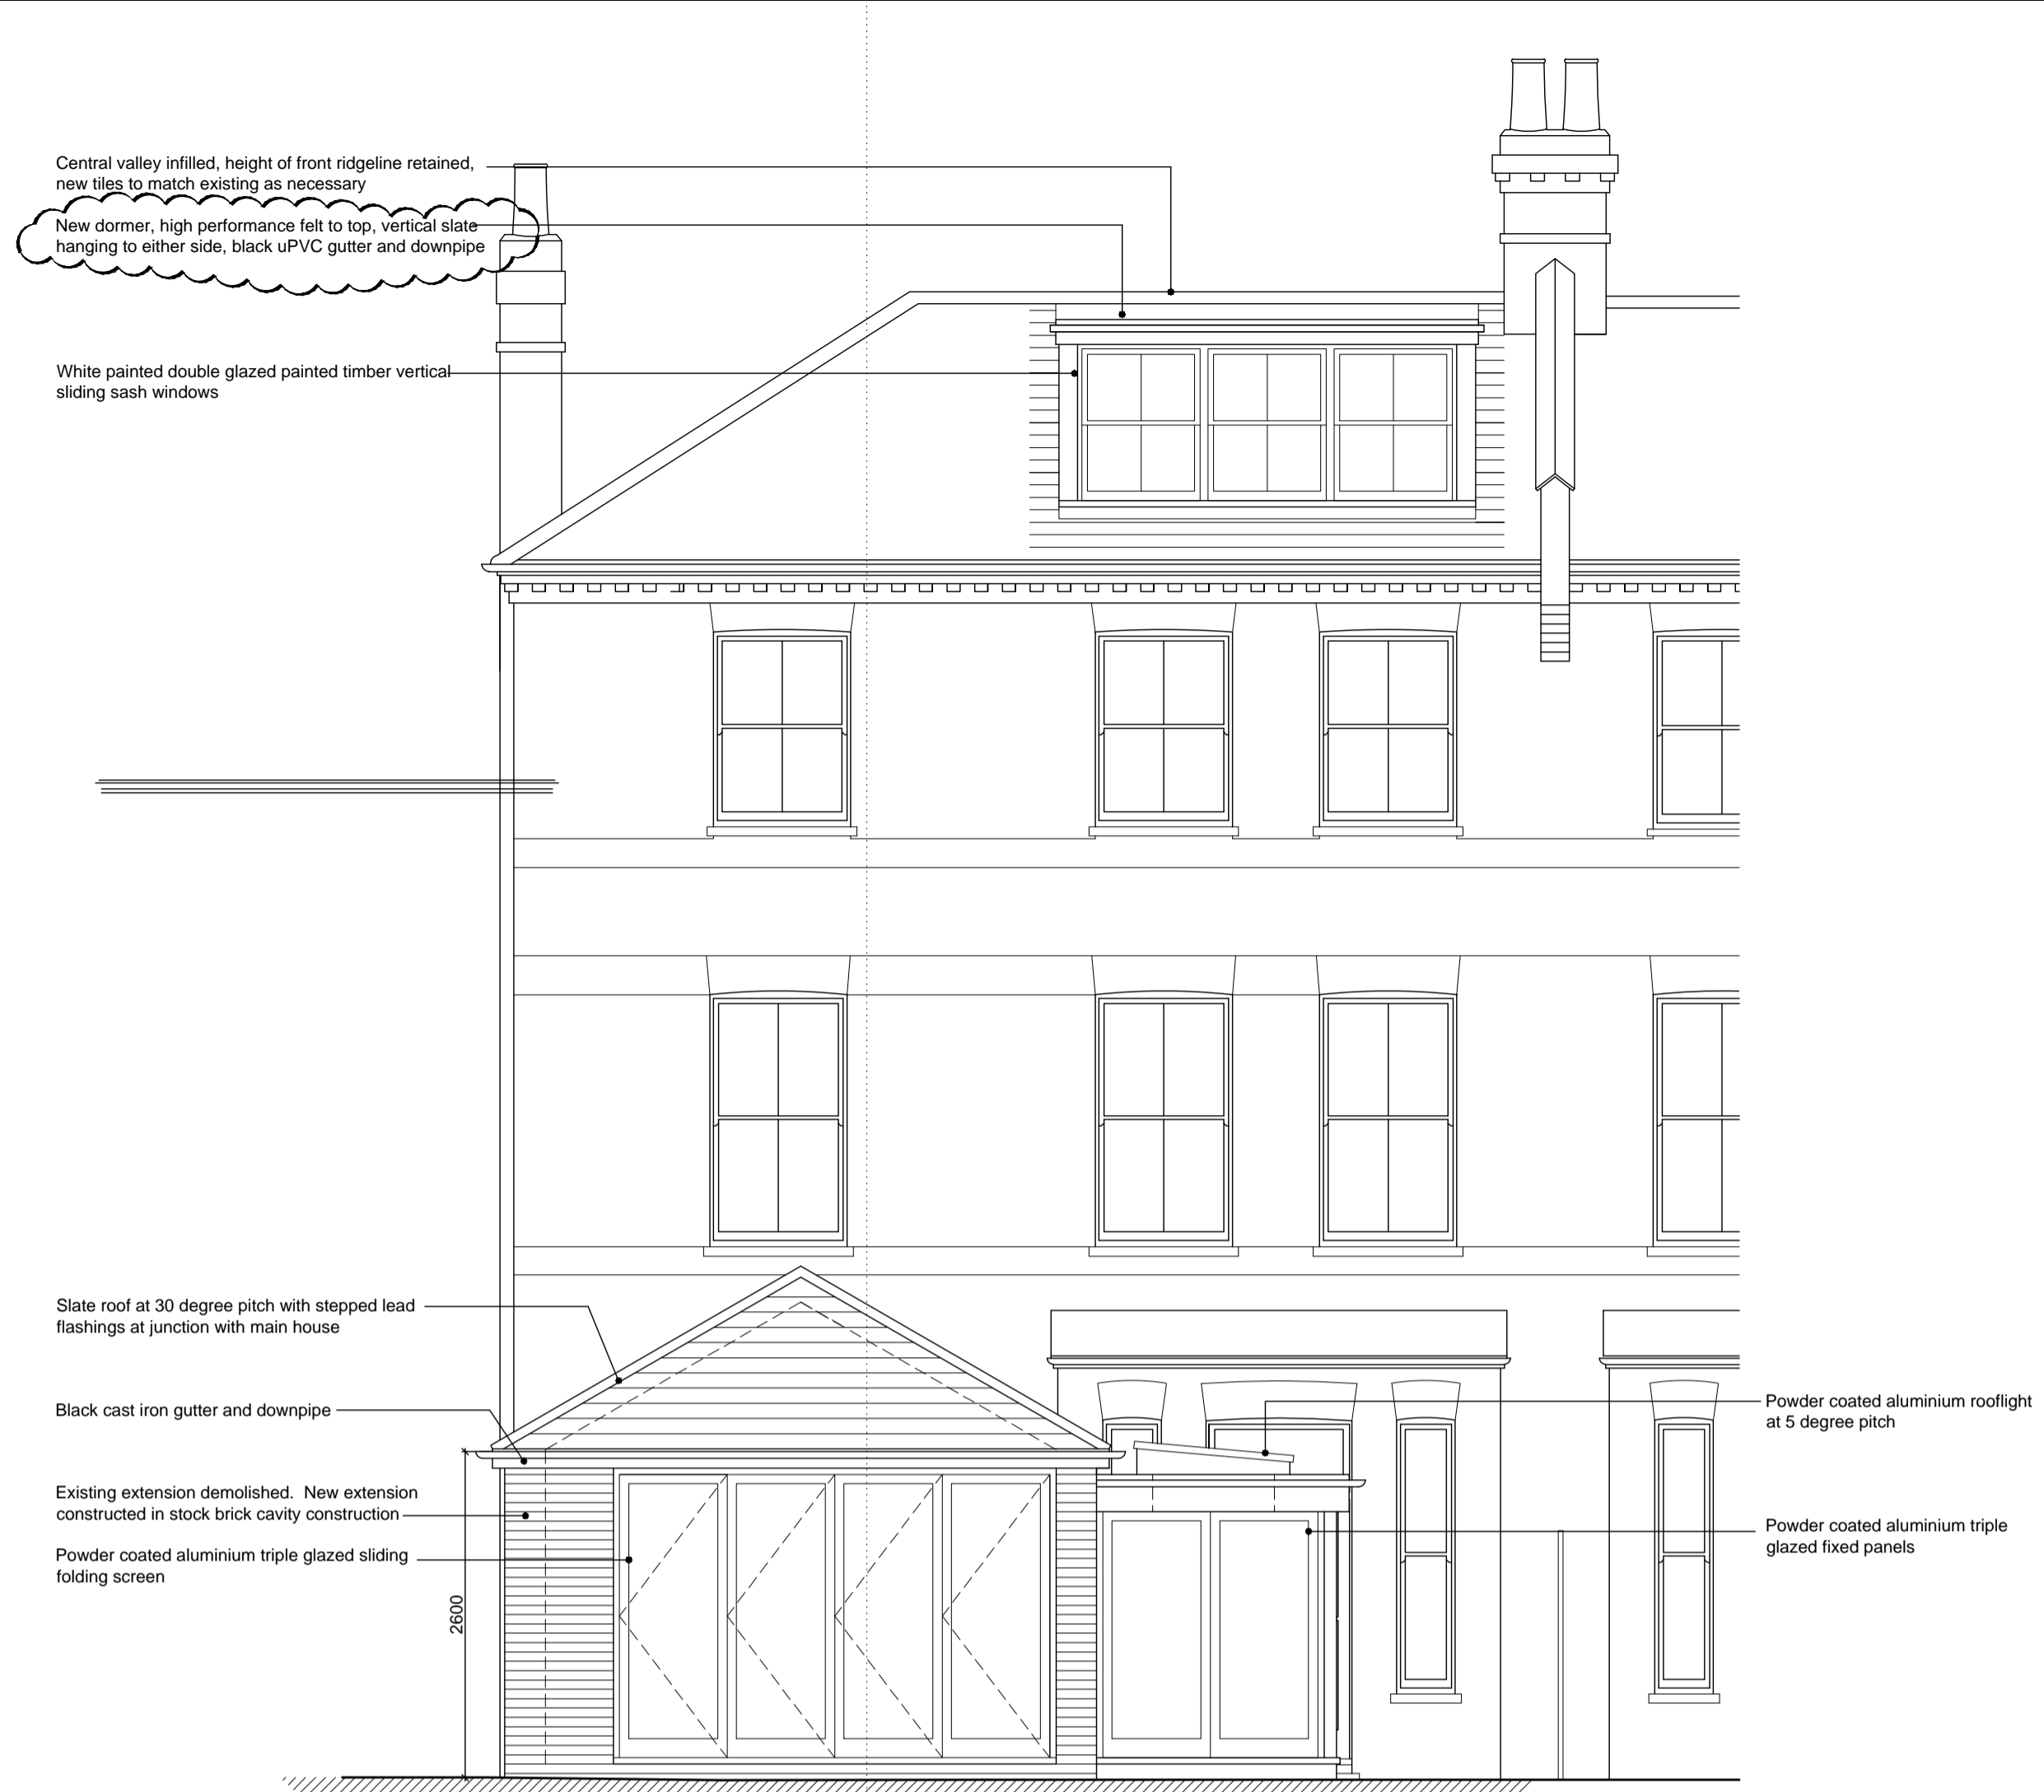 Central valley infilled, height of front ridgeline retained,
new tiles to match existing as necessary
New dormer, high performance felt to top, vertical slate
hanging to either side, black uPVC gutter and downpipe
White painted double glazed painted timber vertical
sliding sash windows
Slate roof at 30 degree pitch with stepped lead
flashings at junction with main house
Black cast iron gutter and downpipe
Existing extension demolished. New extension
constructed in stock brick cavity construction
Powder coated aluminium triple glazed sliding
folding screen
2600
Powder coated aluminium rooflight
at 5 degree pitch
Powder coated aluminium triple
glazed fixed panels